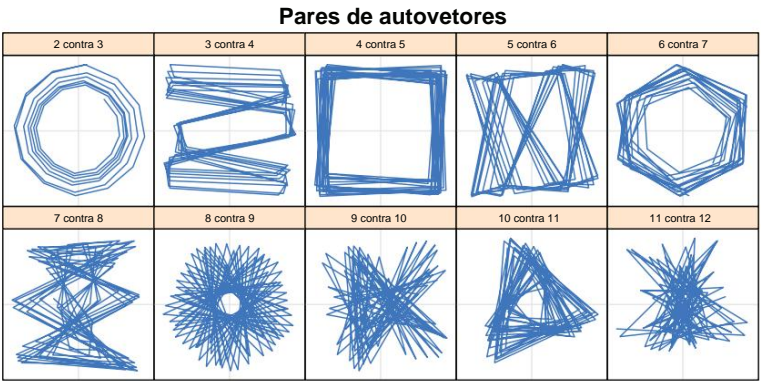 Pares de autovetores
2 contra 3
3 contra 4
4 contra 5
5 contra 6
6 contra 7
7 contra 8
8 contra 9
9 contra 10
10 contra 11
11 contra 12